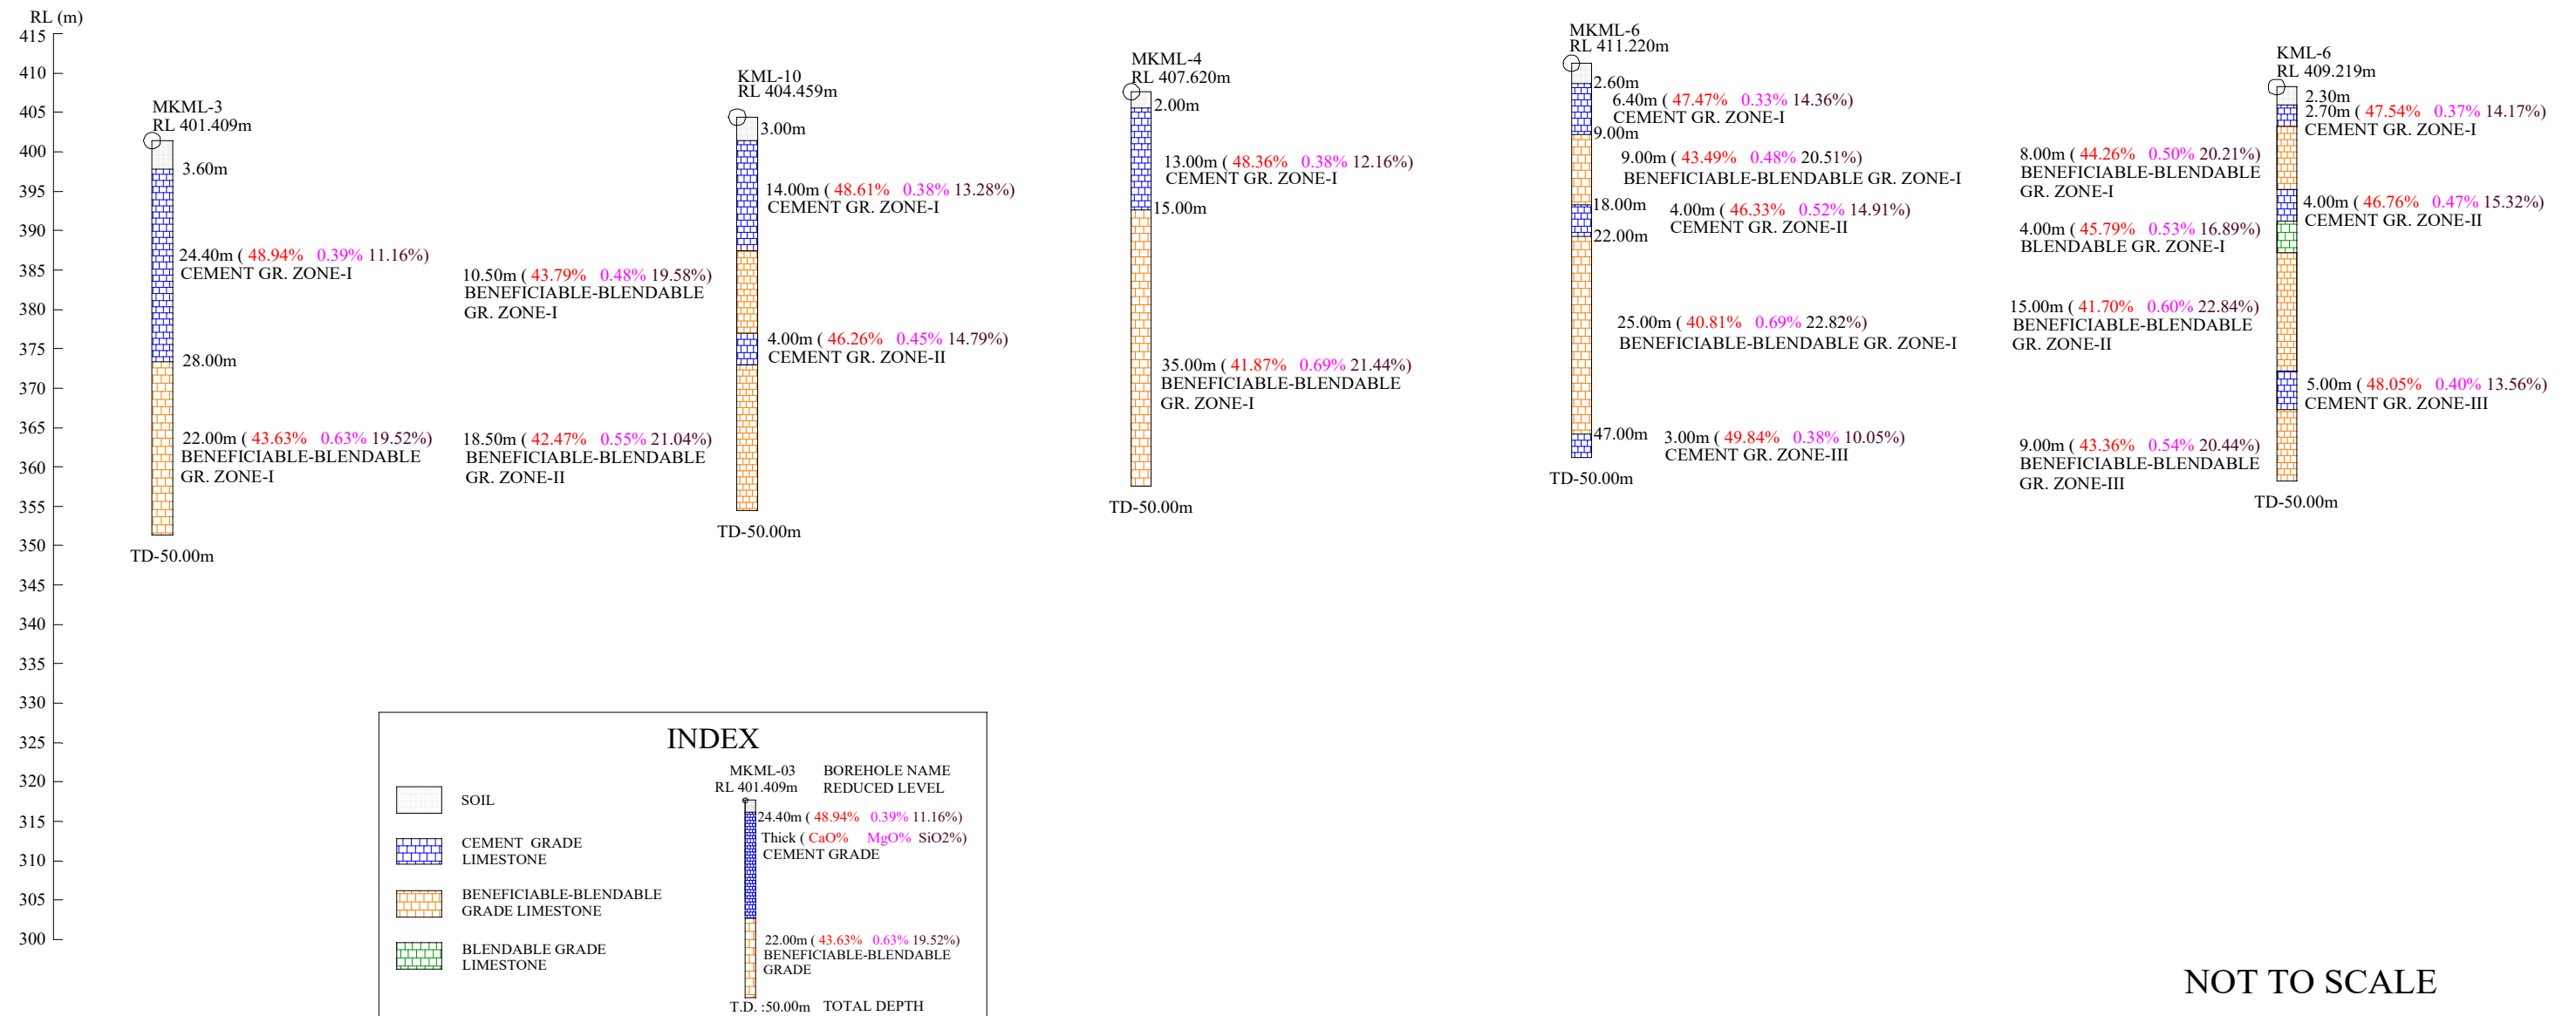 RL (m)
415
410
405
400
395
390
385
380
375
370
365
360
355
350
345
340
335
330
325
320
315
310
305
300
MKML-3
RL 401.409m
3.60m
24.40m ( 48.94% 0.39% 11.16%)
CEMENT GR. ZONE-I
28.00m
22.00m ( 43.63% 0.63% 19.52%)
BENEFICIABLE-BLENDABLE
GR. ZONE-I
TD-50.00m
KML-10
RL 404.459m
3.00m
14.00m ( 48.61% 0.38% 13.28%)
CEMENT GR. ZONE-I
10.50m ( 43.79% 0.48% 19.58%)
BENEFICIABLE-BLENDABLE
GR. ZONE-I
4.00m ( 46.26% 0.45% 14.79%)
CEMENT GR. ZONE-II
18.50m ( 42.47% 0.55% 21.04%)
BENEFICIABLE-BLENDABLE
GR. ZONE-II
TD-50.00m
MKML-4
RL 407.620m
2.00m
13.00m ( 48.36% 0.38% 12.16%)
CEMENT GR. ZONE-I
15.00m
35.00m ( 41.87% 0.69% 21.44%)
BENEFICIABLE-BLENDABLE
GR. ZONE-I
TD-50.00m
MKML-6
RL 411.220m
2.60m
6.40m ( 47.47% 0.33% 14.36%)
CEMENT GR. ZONE-I
9.00m
9.00m ( 43.49% 0.48% 20.51%)
BENEFICIABLE-BLENDABLE GR. ZONE-I
18.00m
4.00m ( 46.33% 0.52% 14.91%)
CEMENT GR. ZONE-II
22.00m
25.00m ( 40.81% 0.69% 22.82%)
BENEFICIABLE-BLENDABLE GR. ZONE-I
47.00m
3.00m ( 49.84% 0.38% 10.05%)
CEMENT GR. ZONE-III
TD-50.00m
KML-6
RL 409.219m
2.30m
2.70m ( 47.54% 0.37% 14.17%)
CEMENT GR. ZONE-I
8.00m ( 44.26% 0.50% 20.21%)
BENEFICIABLE-BLENDABLE
GR. ZONE-I
4.00m ( 46.76% 0.47% 15.32%)
CEMENT GR. ZONE-II
4.00m ( 45.79% 0.53% 16.89%)
BLENDABLE GR. ZONE-I
15.00m ( 41.70% 0.60% 22.84%)
BENEFICIABLE-BLENDABLE
GR. ZONE-II
5.00m ( 48.05% 0.40% 13.56%)
CEMENT GR. ZONE-III
9.00m ( 43.36% 0.54% 20.44%)
BENEFICIABLE-BLENDABLE
GR. ZONE-III
TD-50.00m
INDEX
SOIL
CEMENT GRADE
LIMESTONE
BENEFICIABLE-BLENDABLE
GRADE LIMESTONE
BLENDABLE GRADE
LIMESTONE
MKML-03 BOREHOLE NAME
RL 401.409m REDUCED LEVEL
24.40m ( 48.94% 0.39% 11.16%)
Thick ( CaO% MgO% SiO2%)
CEMENT GRADE
22.00m ( 43.63% 0.63% 19.52%)
BENEFICIABLE-BLENDABLE
GRADE
T.D. :50.00m TOTAL DEPTH
NOT TO SCALE